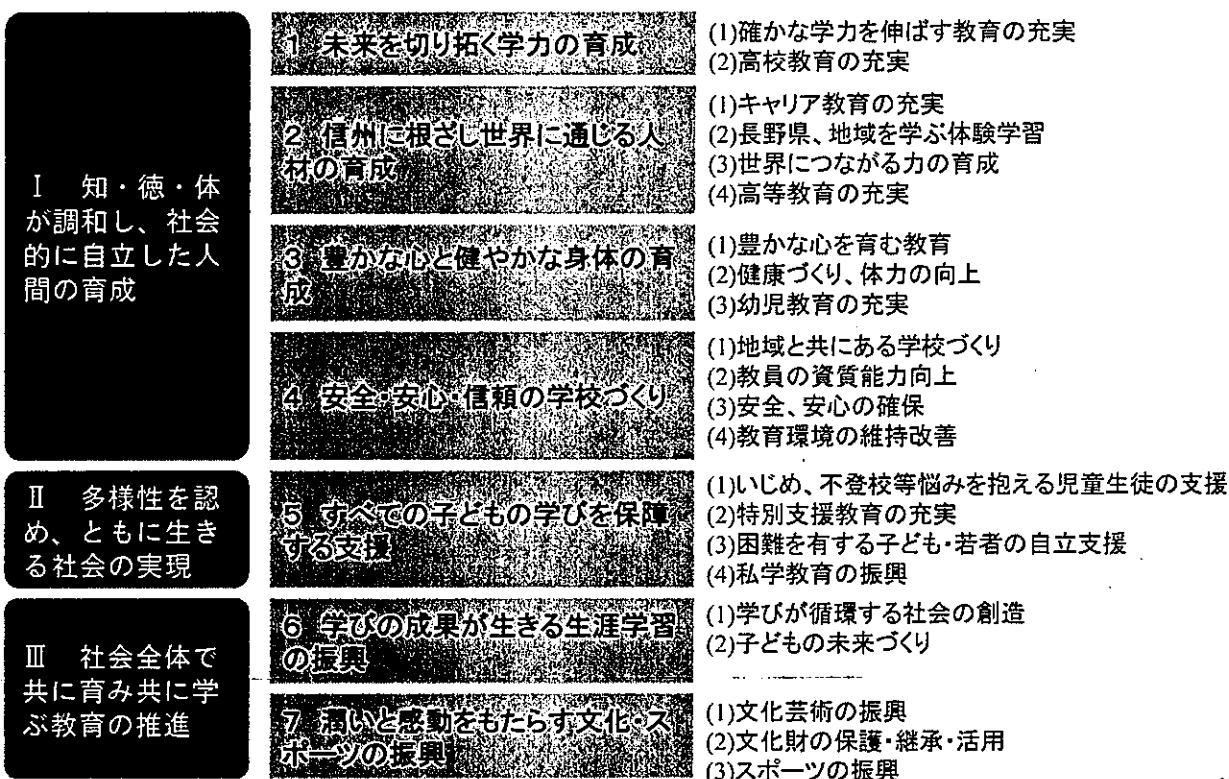 Ⅰ 知・徳・体
が調和し、社会
的に自立した人
間の育成
1 未来を切り拓く学力の育成
(1)確かな学力を伸ばす教育の充実
(2)高校教育の充実
2 信州に根ざし世界に通じる人
材の育成
(1)キャリア教育の充実
(2)長野県、地域を学ぶ体験学習
(3)世界につながる力の育成
(4)高等教育の充実
3 豊かな心と健やかな身体の育
成
(1)豊かな心を育む教育
(2)健康づくり、体力の向上
(3)幼児教育の充実
4 安全・安心・信頼の学校づくり
(1)地域と共にある学校づくり
(2)教員の資質能力向上
(3)安全、安心の確保
(4)教育環境の維持改善
Ⅱ 多様性を認
め、ともに生き
る社会の実現
5 すべての子どもの学びを保障
する支援
(1)いじめ、不登校等悩みを抱える児童生徒の支援
(2)特別支援教育の充実
(3)困難を有する子ども・若者の自立支援
(4)私学教育の振興
Ⅲ 社会全体で
共に育み共に学
ぶ教育の推進
6 学びの成果が生きる生涯学習
の振興
(1)学びが循環する社会の創造
(2)子どもの未来づくり
7 潤いと感動をもたらす文化・ス
ポーツの振興
(1)文化芸術の振興
(2)文化財の保護・継承・活用
(3)スポーツの振興